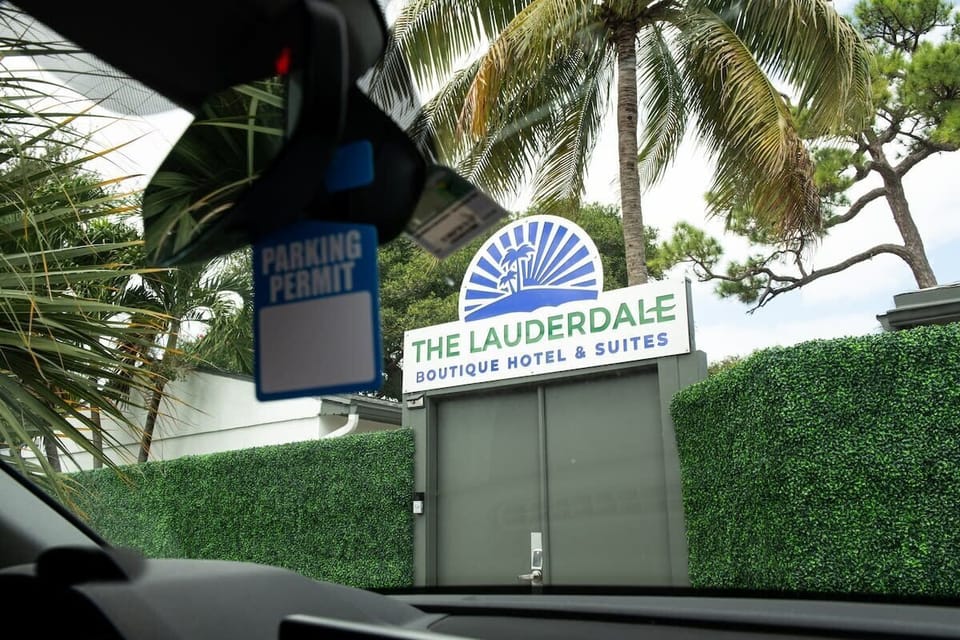 PARKING
PERMIT
THE LAUDERDALE
BOUTIQUE HOTEL & SUITES